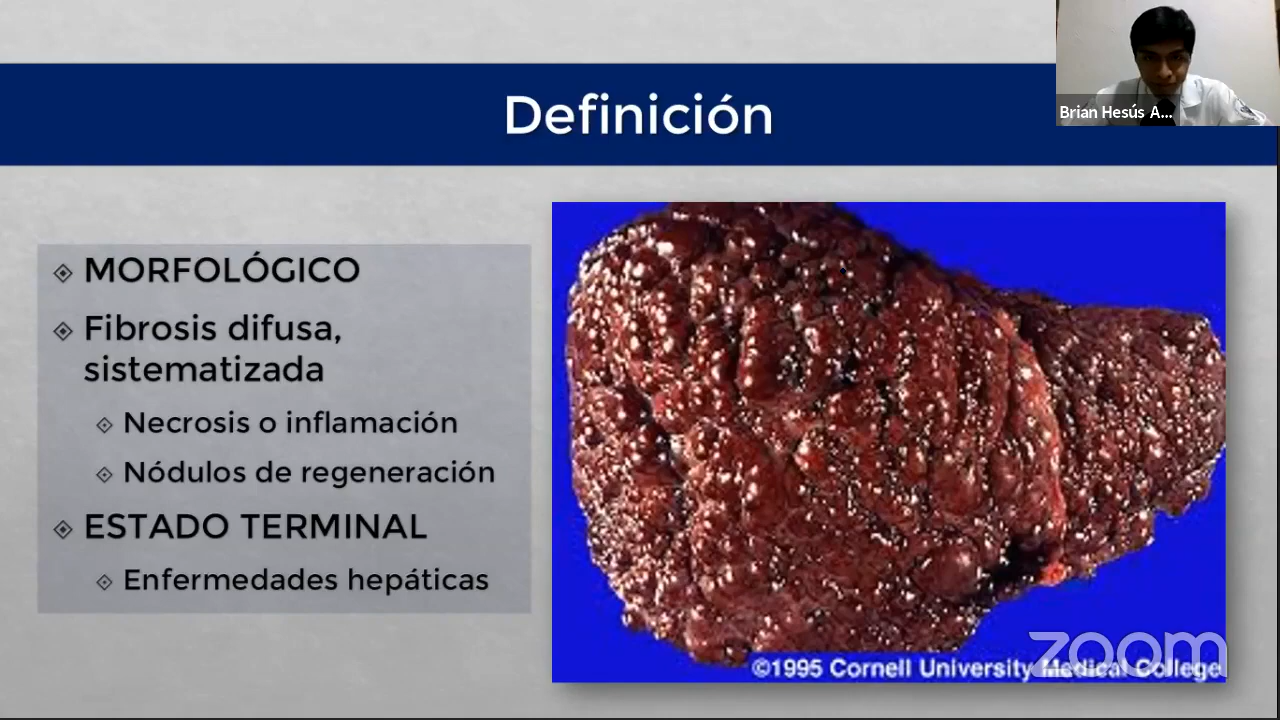 Definición
Brian Hesús A...
MORFOLÓGICO
Fibrosis difusa,
sistematizada
Necrosis o inflamación
Nódulos de regeneración
ESTADO TERMINAL
Enfermedades hepáticas
©1995 Cornell University Medical College
zoom